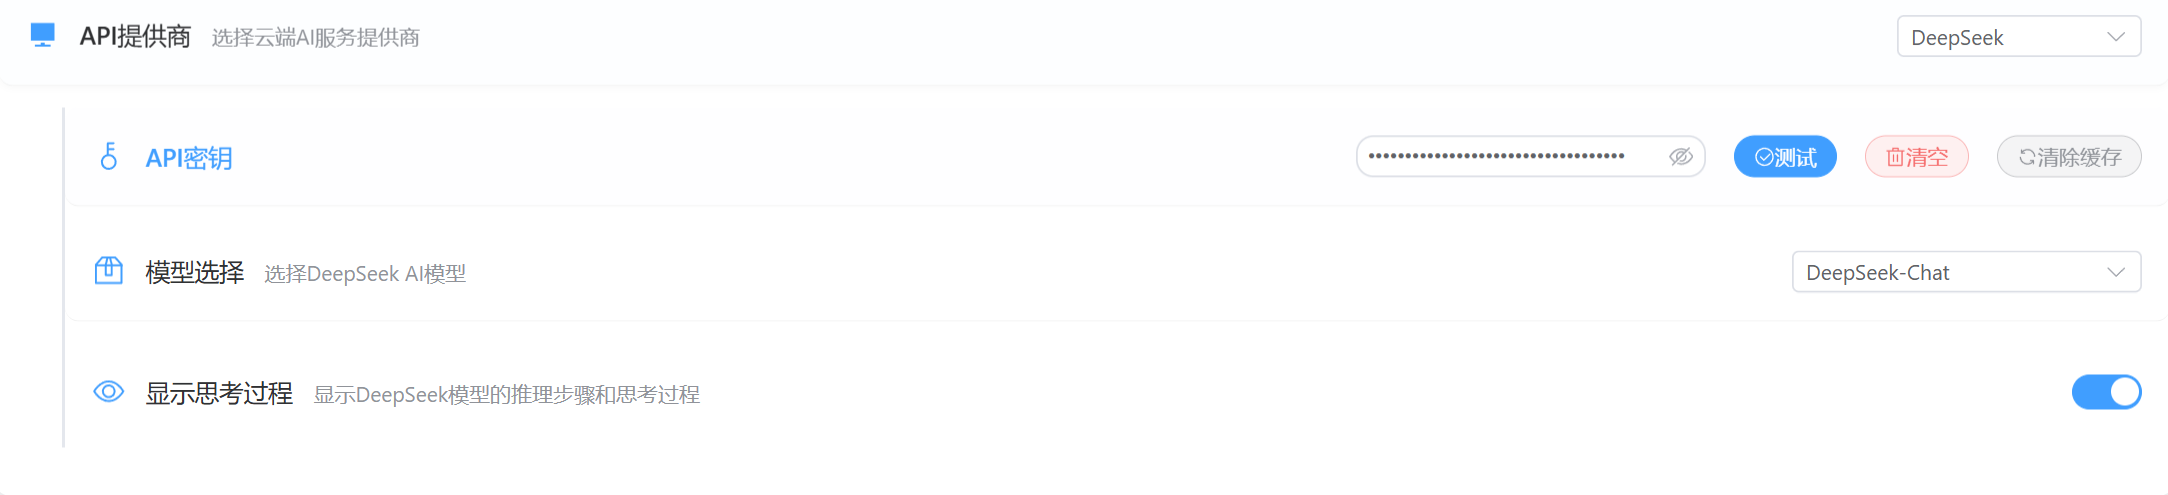 API提供商 选择云端AI服务提供商 DeepSeek
API密钥 •••••••••••••••••••••••••••••••••••• 测试 清空 清除缓存
模型选择 选择DeepSeek AI模型 DeepSeek-Chat
显示思考过程 显示DeepSeek模型的推理步骤和思考过程